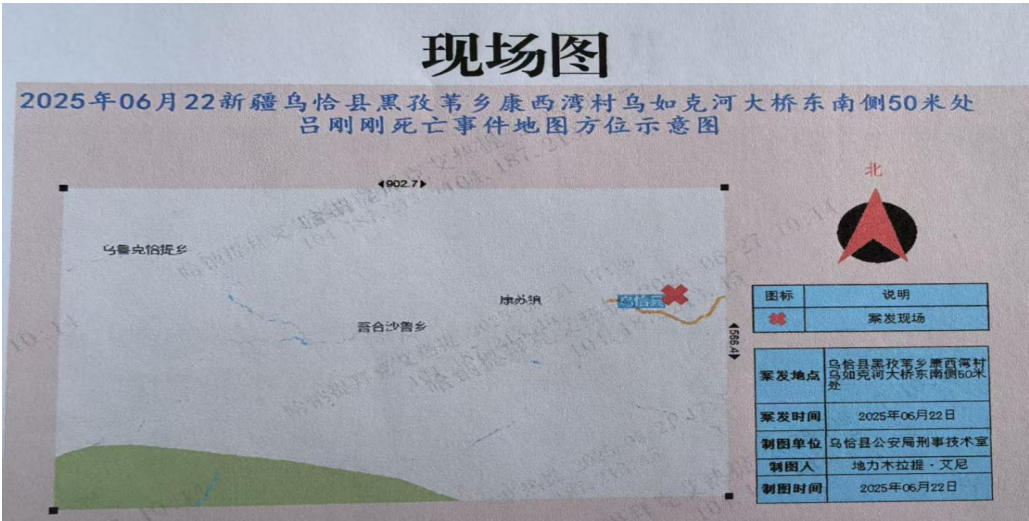 现场图
2025年06月22新疆乌恰县黑孜苇乡康西湾村乌如克河大桥东南侧50米处
吕刚刚死亡事件地图方位示意图
902.7
北
乌鲁克恰提乡
康苏镇
乌恰县
吾合沙鲁乡
566.4
图标 说明
案发现场
案发地点 乌恰县黑孜苇乡康西湾村
乌如克河大桥东南侧50米
处
案发时间 2025年06月22日
制图单位 乌恰县公安局刑事技术室
制图人 地力木拉提·艾尼
制图时间 2025年06月22日